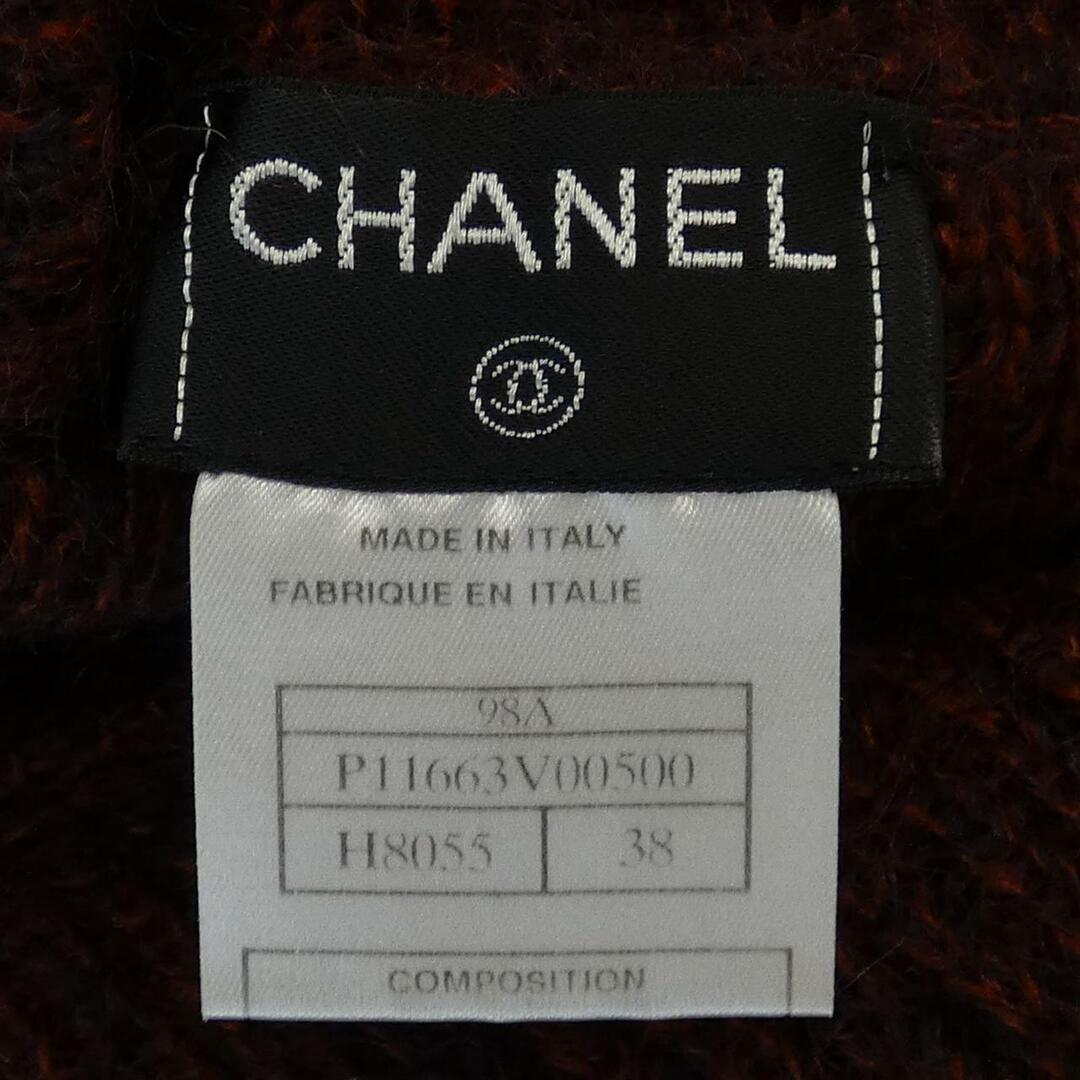 CHANEL
MADE IN ITALY
FABRIQUE EN ITALIE
98A
P11663V00500
H8055 38
COMPOSITION